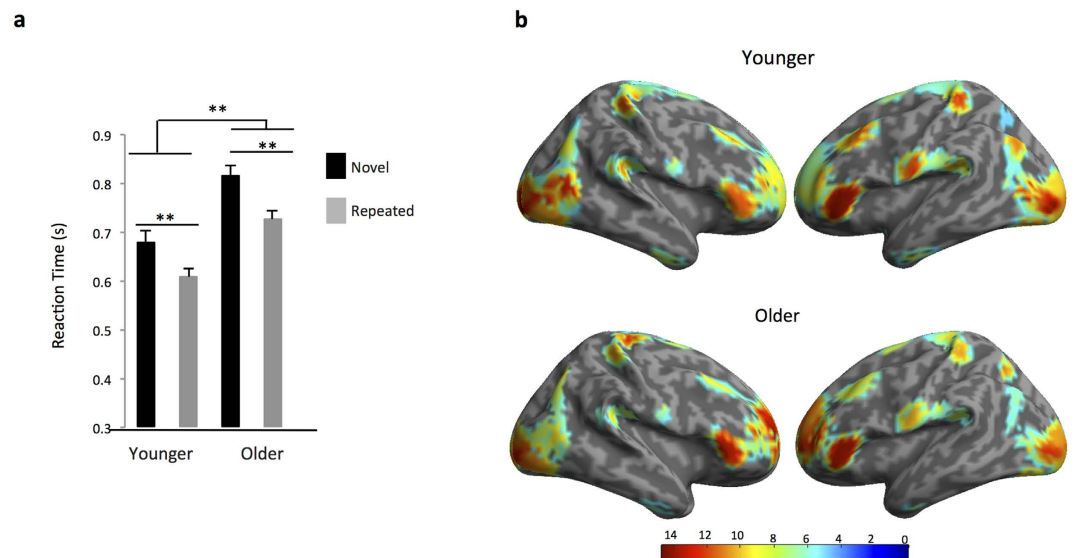 a
b
Younger
**
0.9
0.8
0.7
0.6
0.5
0.4
0.3
Reaction Time (s)
**
**
Novel
Repeated
Younger Older
Older
14 12 10 8 6 4 2 0